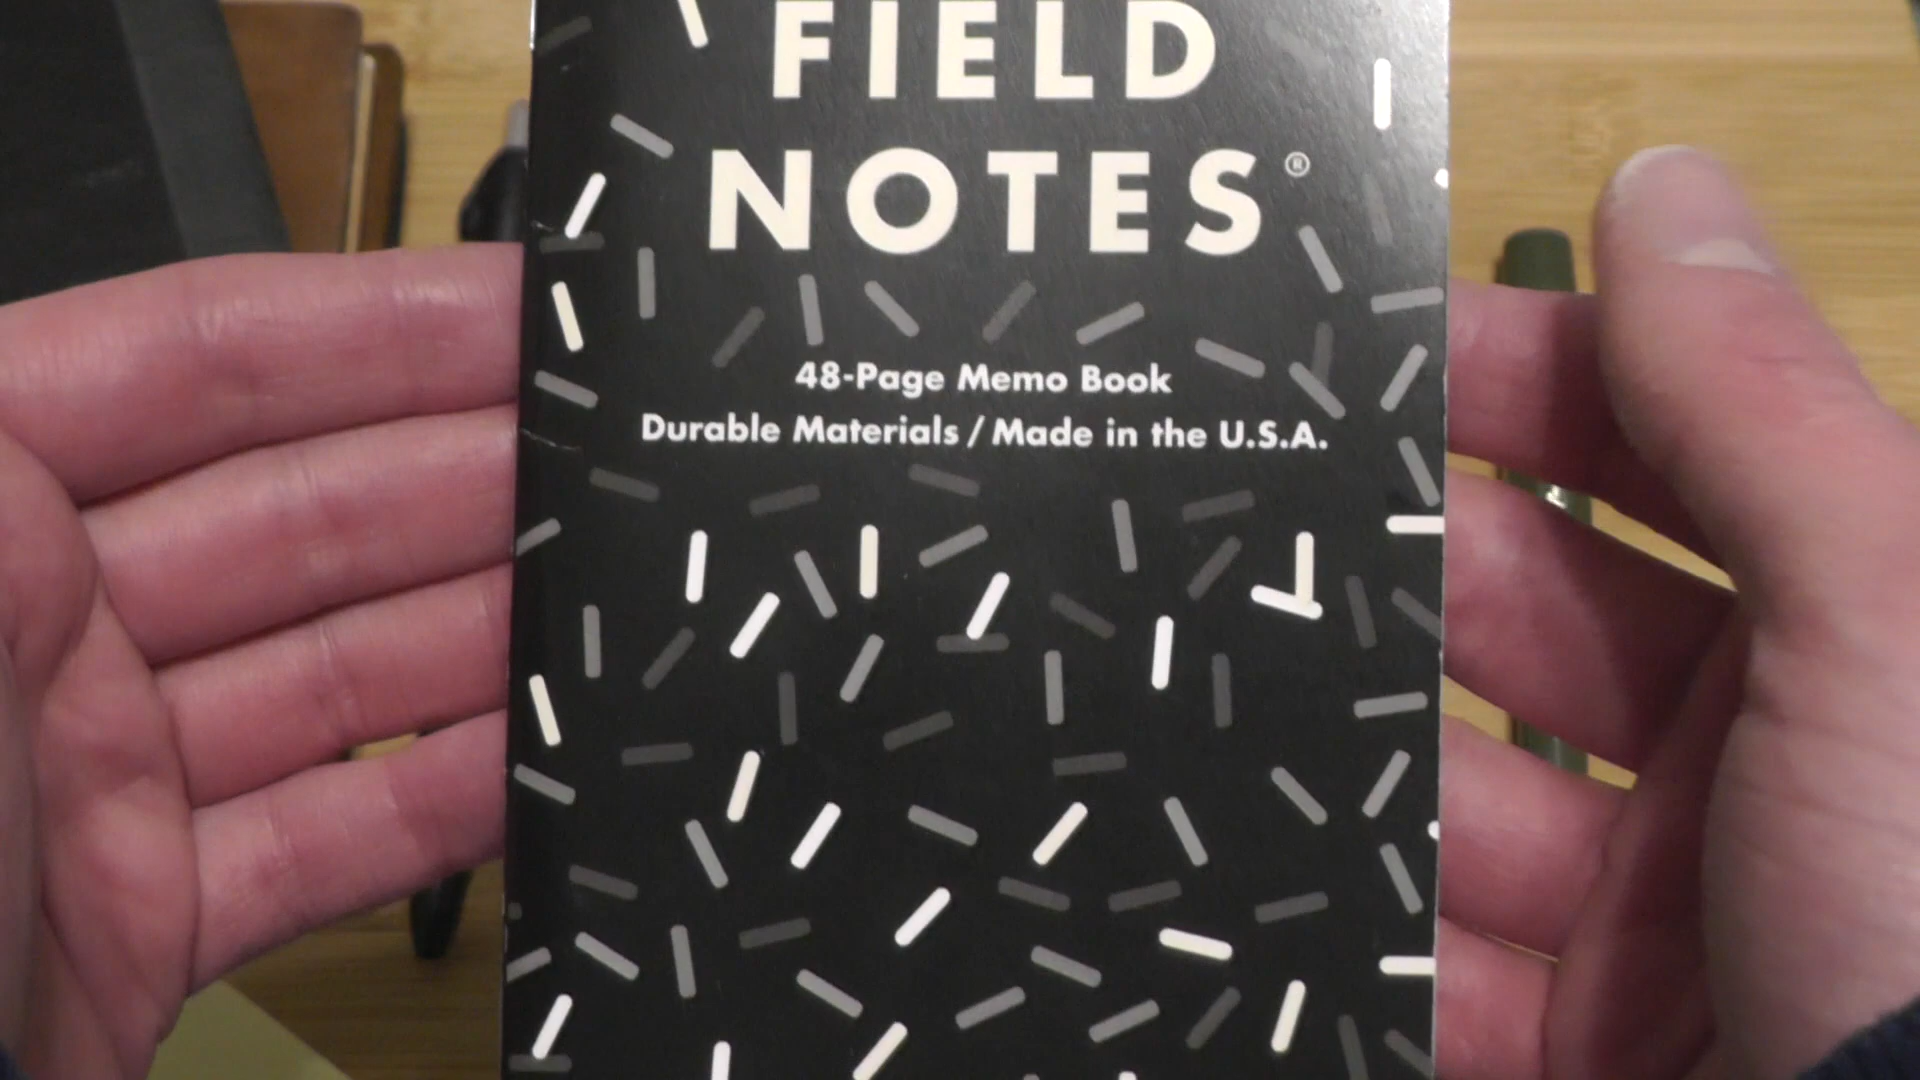 FIELD
NOTES®
48-Page Memo Book
Durable Materials / Made in the U.S.A.